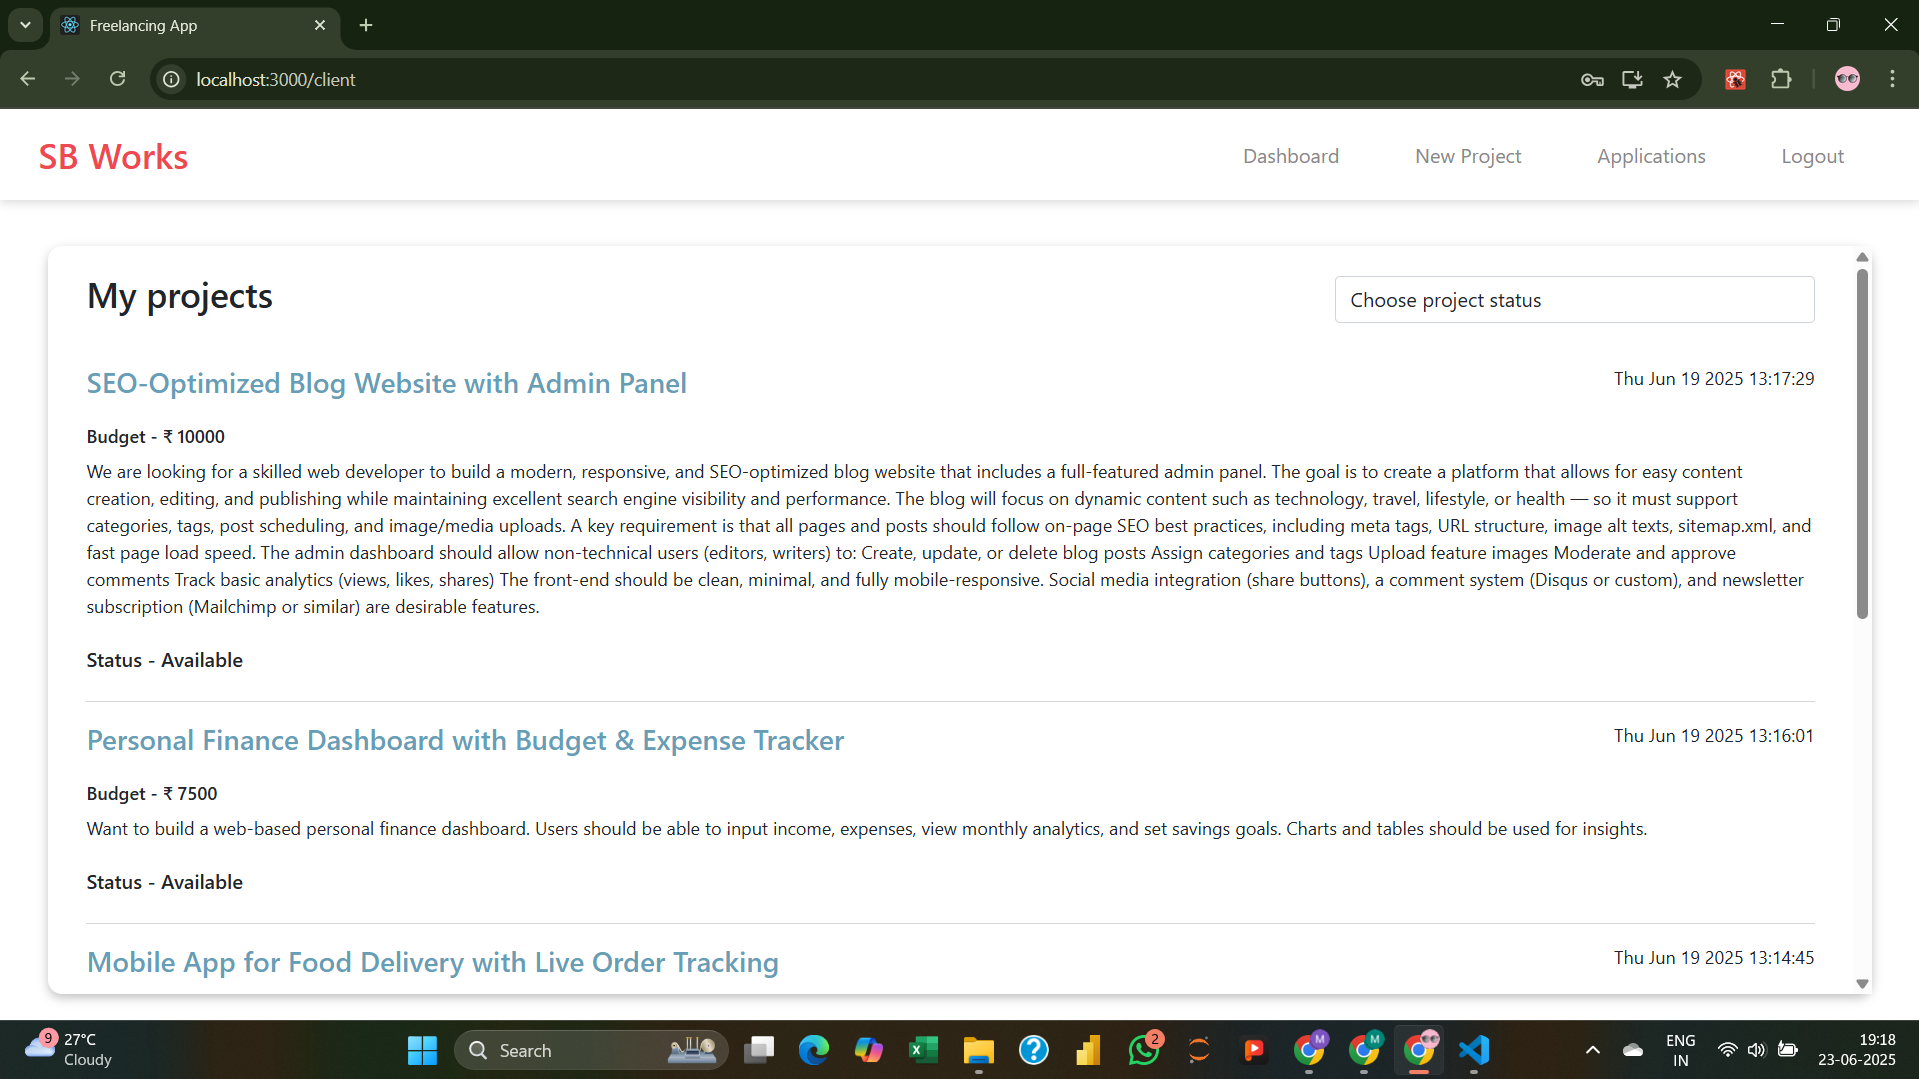 Freelancing App
localhost:3000/client
SB Works
Dashboard
New Project
Applications
Logout
My projects
Choose project status
SEO-Optimized Blog Website with Admin Panel
Thu Jun 19 2025 13:17:29
Budget - ₹ 10000
We are looking for a skilled web developer to build a modern, responsive, and SEO-optimized blog website that includes a full-featured admin panel. The goal is to create a platform that allows for easy content
creation, editing, and publishing while maintaining excellent search engine visibility and performance. The blog will focus on dynamic content such as technology, travel, lifestyle, or health — so it must support
categories, tags, post scheduling, and image/media uploads. A key requirement is that all pages and posts should follow on-page SEO best practices, including meta tags, URL structure, image alt texts, sitemap.xml, and
fast page load speed. The admin dashboard should allow non-technical users (editors, writers) to: Create, update, or delete blog posts Assign categories and tags Upload feature images Moderate and approve
comments Track basic analytics (views, likes, shares) The front-end should be clean, minimal, and fully mobile-responsive. Social media integration (share buttons), a comment system (Disqus or custom), and newsletter
subscription (Mailchimp or similar) are desirable features.
Status - Available
Personal Finance Dashboard with Budget & Expense Tracker
Thu Jun 19 2025 13:16:01
Budget - ₹ 7500
Want to build a web-based personal finance dashboard. Users should be able to input income, expenses, view monthly analytics, and set savings goals. Charts and tables should be used for insights.
Status - Available
Mobile App for Food Delivery with Live Order Tracking
Thu Jun 19 2025 13:14:45
9
27°C
Cloudy
Search
2
M
M
ENG
IN
19:18
23-06-2025